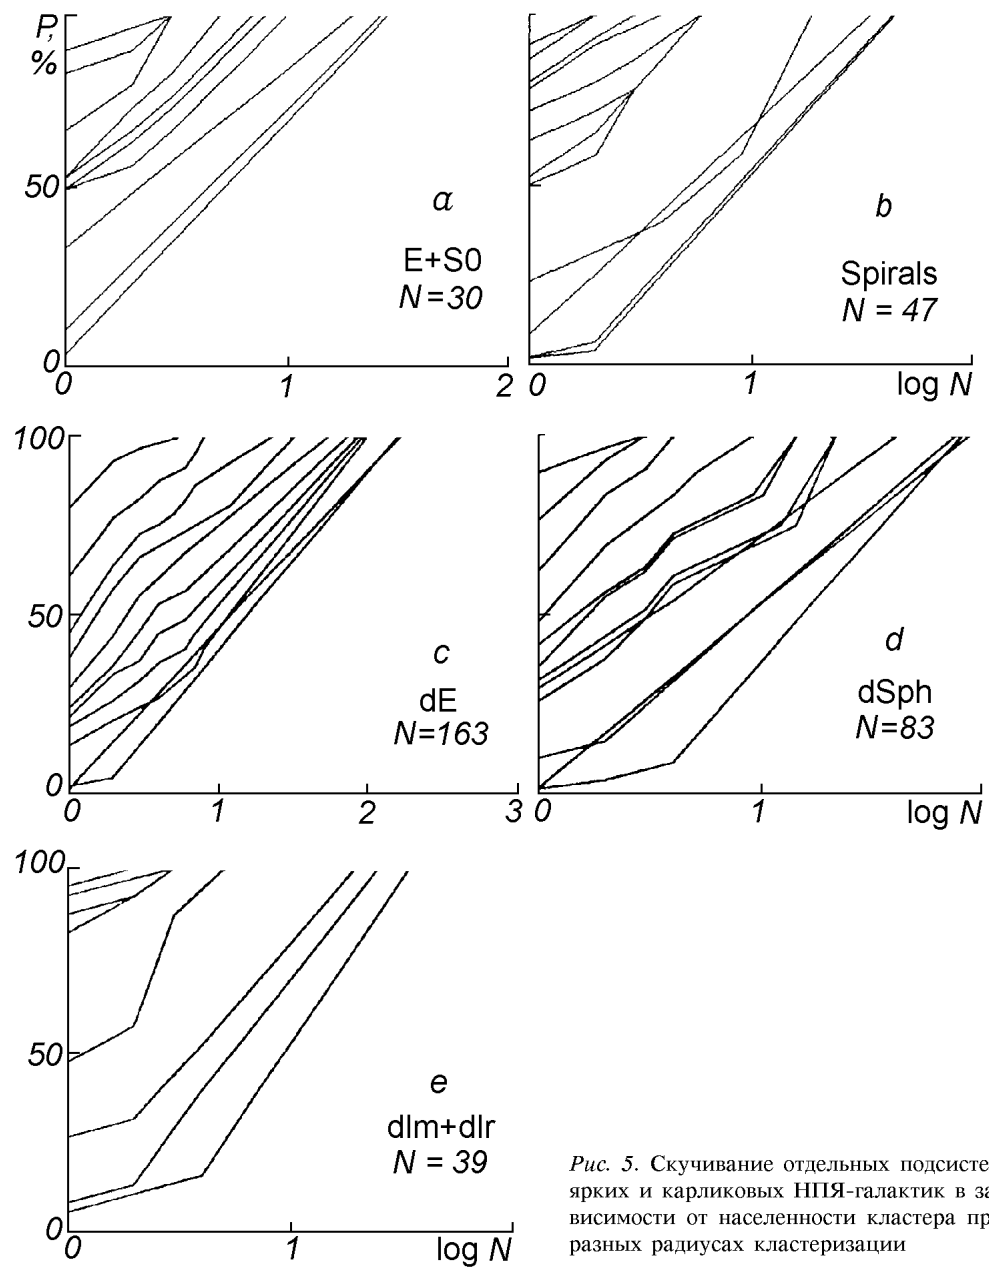 P,
%
50
0
0
1
2
a
E+S0
N=30
0
1
log N
b
Spirals
N = 47
100
50
0
0
1
2
3
c
dE
N=163
0
1
log N
d
dSph
N=83
100
50
0
0
1
log N
e
dIm+dIr
N = 39
Рис. 5. Скучивание отдельных подсисте
ярких и карликовых НПЯ-галактик в за
висимости от населенности кластера пр
разных радиусах кластеризации